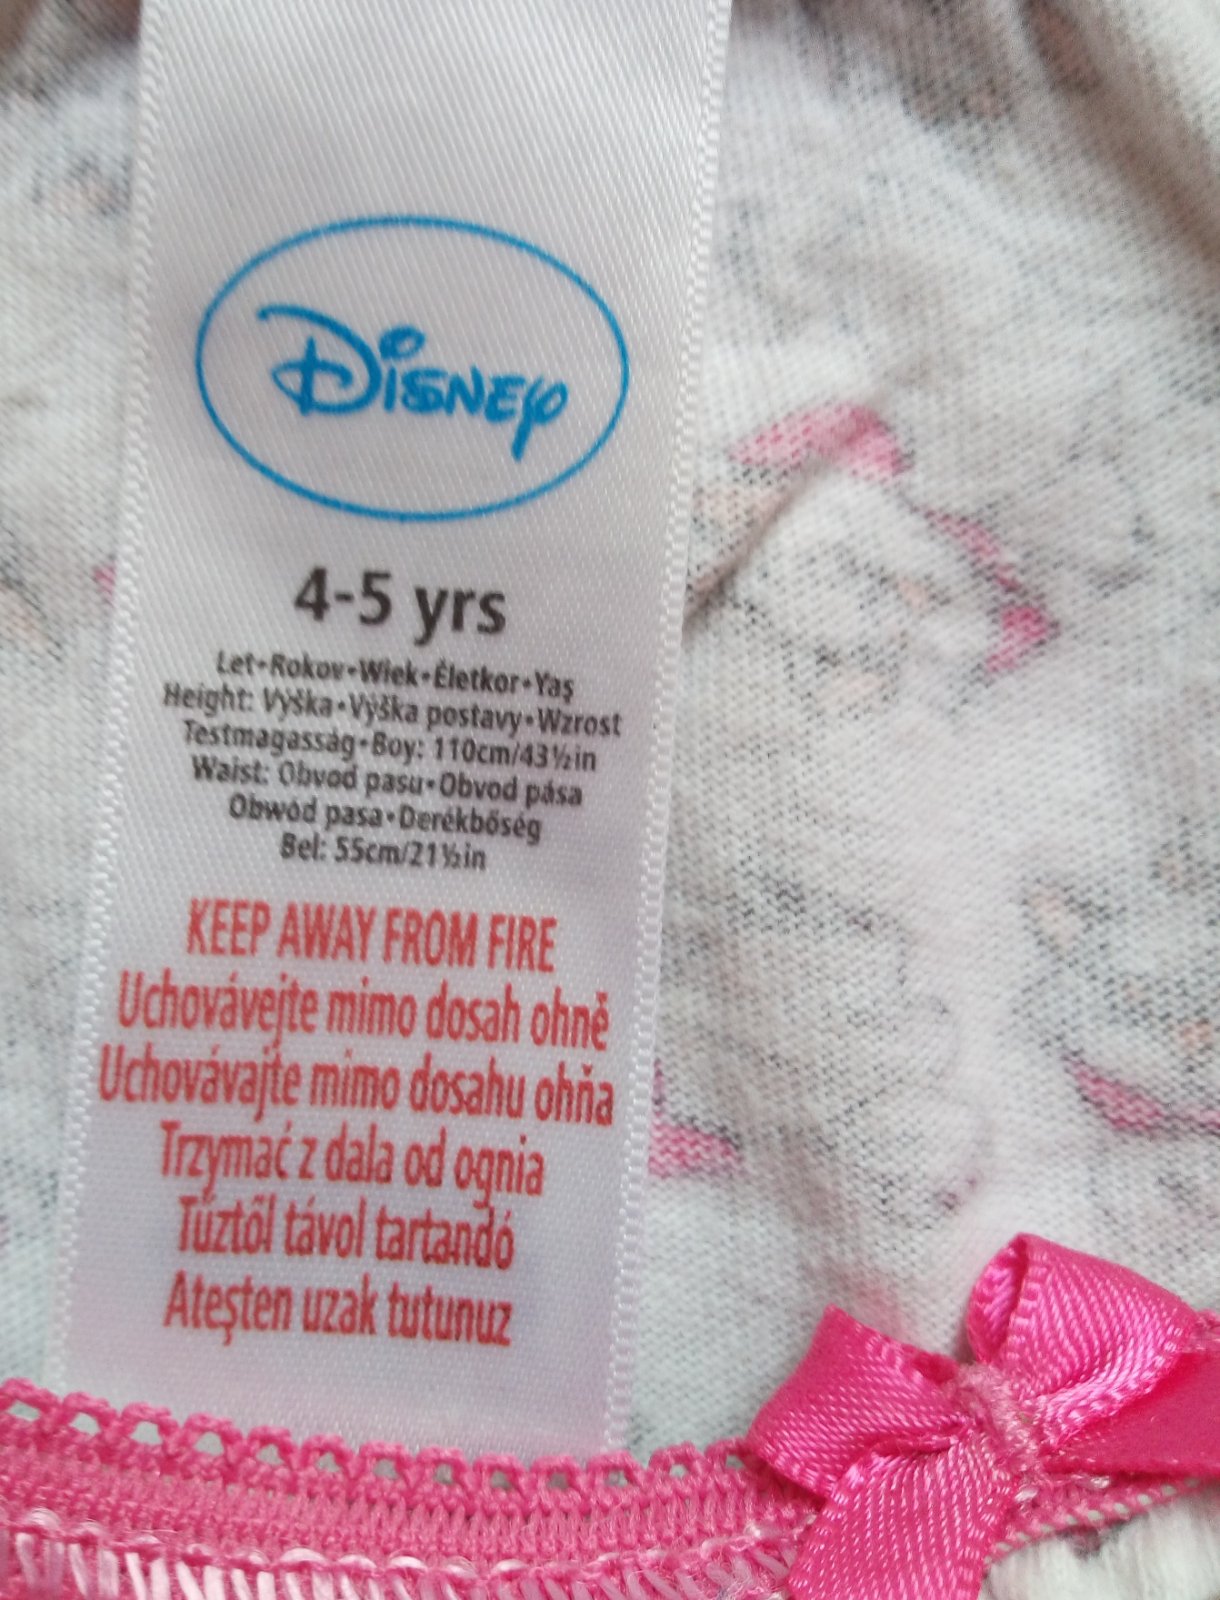 Disney
4-5 yrs
Let•Rokov•Wiek•Életkor•Yaş
Height: Výška•Výška postavy•Wzrost
Testmagasság•Boy: 110cm/43½in
Waist: Obvod pasu•Obvod pása
Obwód pasa•Derékbőség
Bel: 55cm/21½in
KEEP AWAY FROM FIRE
Uchovávejte mimo dosah ohně
Uchovávajte mimo dosahu ohňa
Trzymać z dala od ognia
Tűztől távol tartandó
Ateşten uzak tutunuz